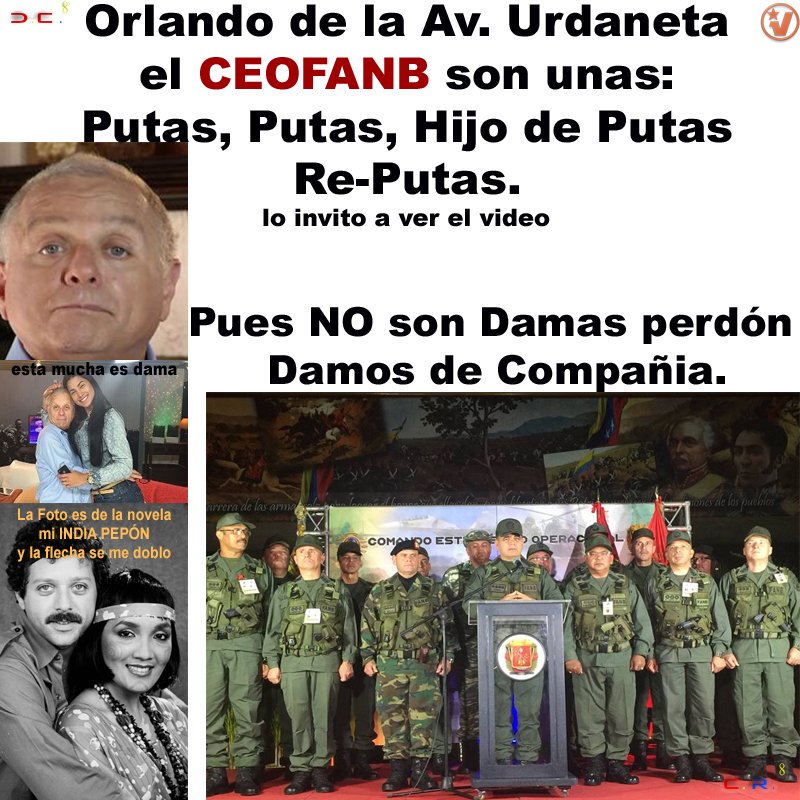 D C. 8
Orlando de la Av. Urdaneta
el CEOFANB son unas:
Putas, Putas, Hijo de Putas
Re-Putas.
lo invito a ver el video
Pues NO son Damas perdón
Damos de Compañia.
esta mucha es dama
La Foto es de la novela
mi INDIA PEPÓN
y la flecha se me doblo
COMANDO OPERACIONAL
C. R. 8